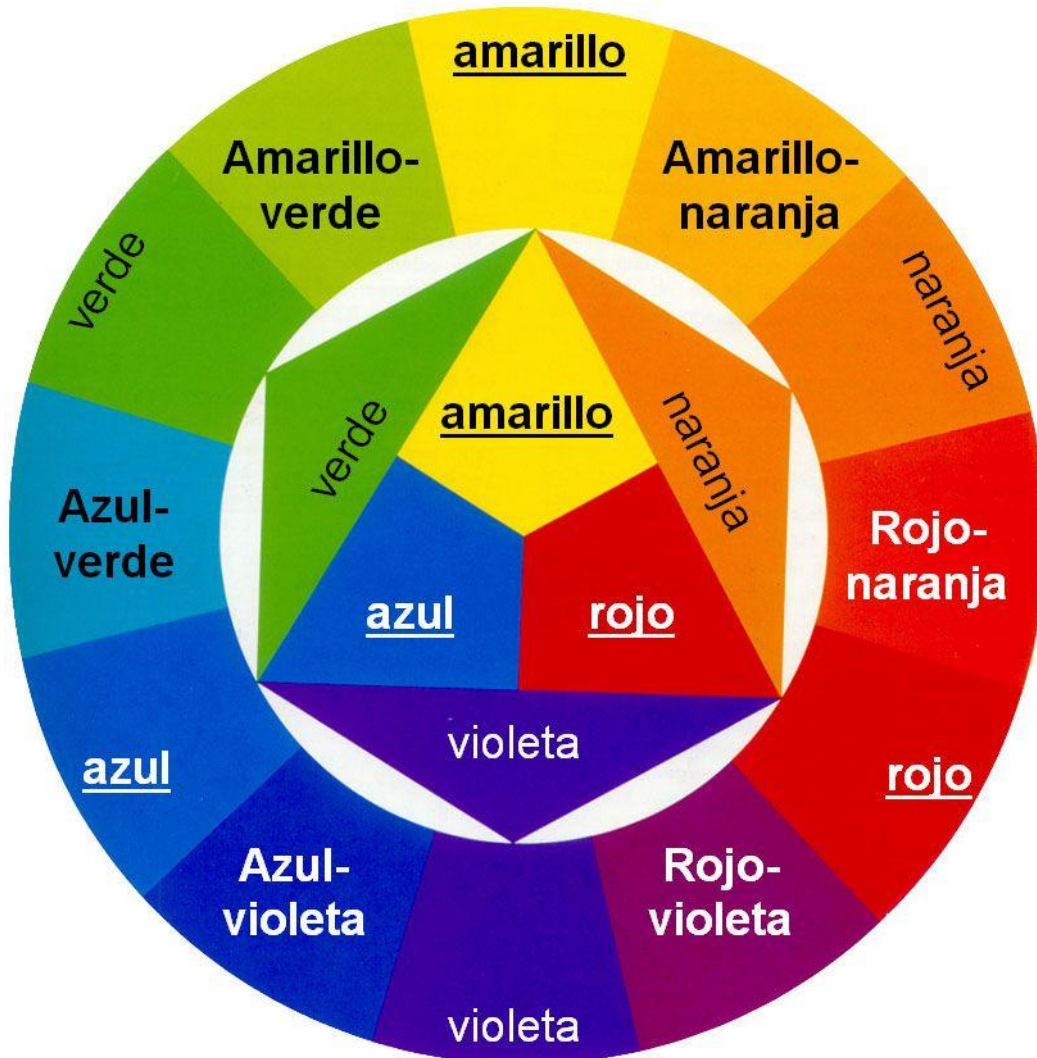 amarillo
Amarillo-
verde
Amarillo-
naranja
verde
naranja
amarillo
verde
naranja
Azul-
verde
Rojo-
naranja
azul
rojo
violeta
azul
rojo
Azul-
violeta
Rojo-
violeta
violeta